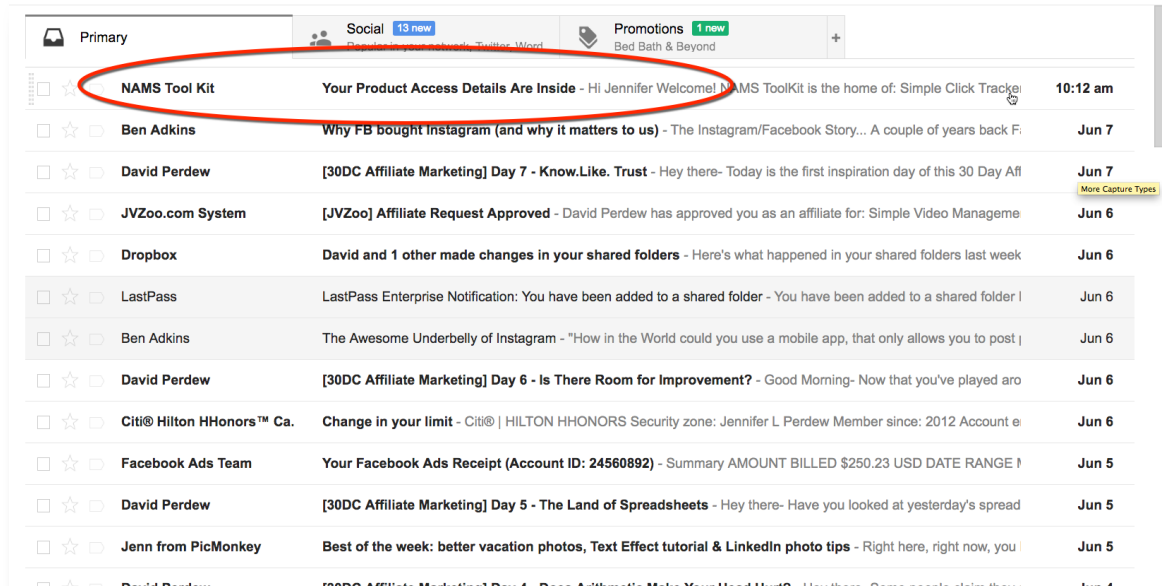 Primary
Social 13 new
Popular in your network, Twitter, Word
Promotions 1 new
Bed Bath & Beyond
+
NAMS Tool Kit Your Product Access Details Are Inside - Hi Jennifer Welcome! NAMS ToolKit is the home of: Simple Click Tracke 10:12 am
Ben Adkins Why FB bought Instagram (and why it matters to us) - The Instagram/Facebook Story... A couple of years back F Jun 7
David Perdew [30DC Affiliate Marketing] Day 7 - Know.Like. Trust - Hey there- Today is the first inspiration day of this 30 Day Aff Jun 7
More Capture Types
JVZoo.com System [JVZoo] Affiliate Request Approved - David Perdew has approved you as an affiliate for: Simple Video Manageme Jun 6
Dropbox David and 1 other made changes in your shared folders - Here's what happened in your shared folders last week Jun 6
LastPass LastPass Enterprise Notification: You have been added to a shared folder - You have been added to a shared folder Jun 6
Ben Adkins The Awesome Underbelly of Instagram - "How in the World could you use a mobile app, that only allows you to post Jun 6
David Perdew [30DC Affiliate Marketing] Day 6 - Is There Room for Improvement? - Good Morning- Now that you've played aro Jun 6
Citi® Hilton HHonors™ Ca. Change in your limit - Citi® | HILTON HHONORS Security zone: Jennifer L Perdew Member since: 2012 Account e Jun 6
Facebook Ads Team Your Facebook Ads Receipt (Account ID: 24560892) - Summary AMOUNT BILLED $250.23 USD DATE RANGE Jun 5
David Perdew [30DC Affiliate Marketing] Day 5 - The Land of Spreadsheets - Hey there- Have you looked at yesterday's spread Jun 5
Jenn from PicMonkey Best of the week: better vacation photos, Text Effect tutorial & LinkedIn photo tips - Right here, right now, you Jun 5